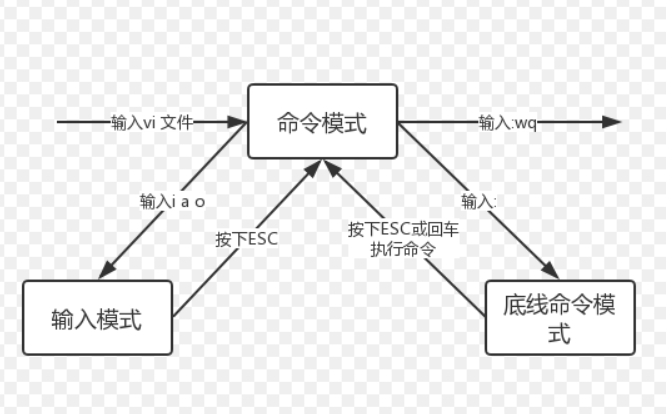 输入vi 文件
命令模式
输入:wq
输入i a o
输入:
按下ESC
按下ESC或回车
执行命令
输入模式
底线命令模
式